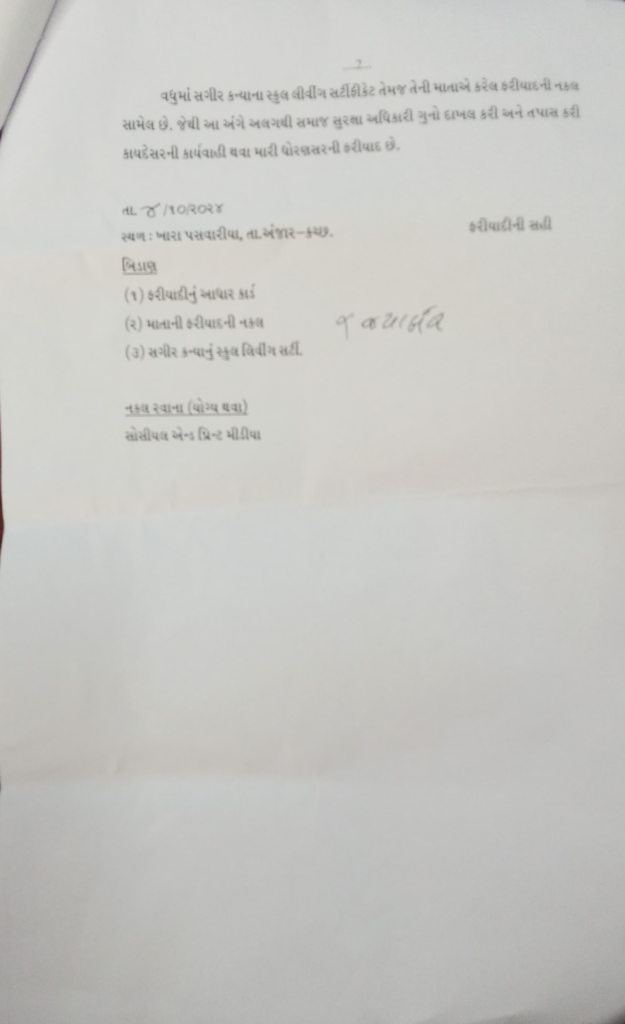 2
વધુમાં સગીર કન્યાના સ્કુલ લીવીંગ સર્ટીફીકેટ તેમજ તેની માતાએ કરેલ ફરીયાદની નકલ
સામેલ છે. જેથી આ અંગે અલગથી સમાજ સુરક્ષા અધિકારી ગુનો દાખલ કરી અને તપાસ કરી
કાયદેસરની કાર્યવાહી થવા મારી ધોરણસરની ફરીયાદ છે.
તા. ૪ /૧૦/૨૦૨૪
સ્થળ : ખારા પસવારીયા, તા.અંજાર-કચ્છ.
ફરીયાદીની સહી
બિડાણ
(૧) ફરીયાદીનું આધાર કાર્ડ
(૨) માતાની ફરીયાદની નકલ
(૩) સગીર કન્યાનું સ્કુલ લિવીંગ સર્ટી.
નકલ રવાના (યોગ્ય થવા)
સોસીયલ એન્ડ પ્રિન્ટ મીડીયા